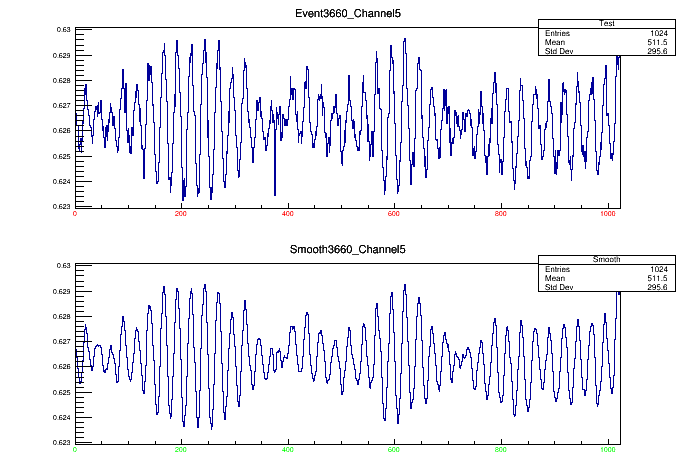 Event3660_Channel5
Test
Entries 1024
Mean 511.5
Std Dev 295.6
0.63
0.629
0.628
0.627
0.626
0.625
0.624
0.623
0 200 400 600 800 1000
Smooth3660_Channel5
Smooth
Entries 1024
Mean 511.5
Std Dev 295.6
0.63
0.629
0.628
0.627
0.626
0.625
0.624
0.623
0 200 400 600 800 1000